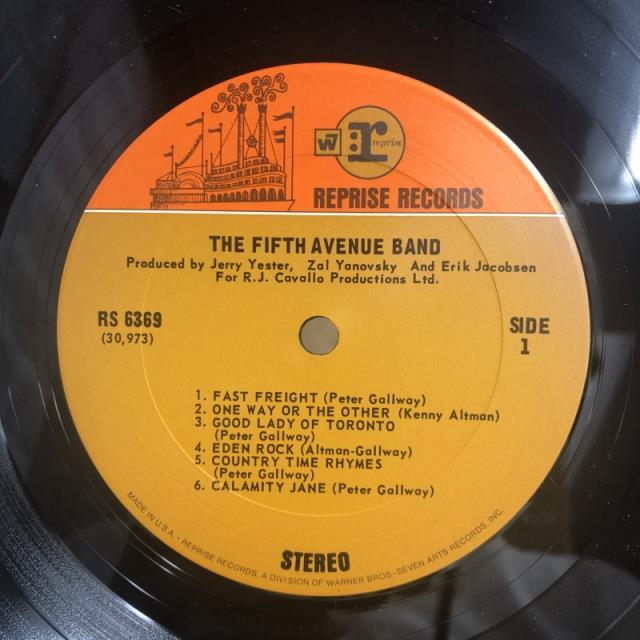 W7
r reprise
REPRISE RECORDS
THE FIFTH AVENUE BAND
Produced by Jerry Yester, Zal Yanovsky And Erik Jacobsen
For R.J. Cavallo Productions Ltd.
RS 6369
(30,973)
SIDE
1
1. FAST FREIGHT (Peter Gallway)
2. ONE WAY OR THE OTHER (Kenny Altman)
3. GOOD LADY OF TORONTO
(Peter Gallway)
4. EDEN ROCK (Altman-Gallway)
5. COUNTRY TIME RHYMES
(Peter Gallway)
6. CALAMITY JANE (Peter Gallway)
STEREO
MADE IN U.S.A. • REPRISE RECORDS, A DIVISION OF WARNER BROS.-SEVEN ARTS RECORDS, INC.